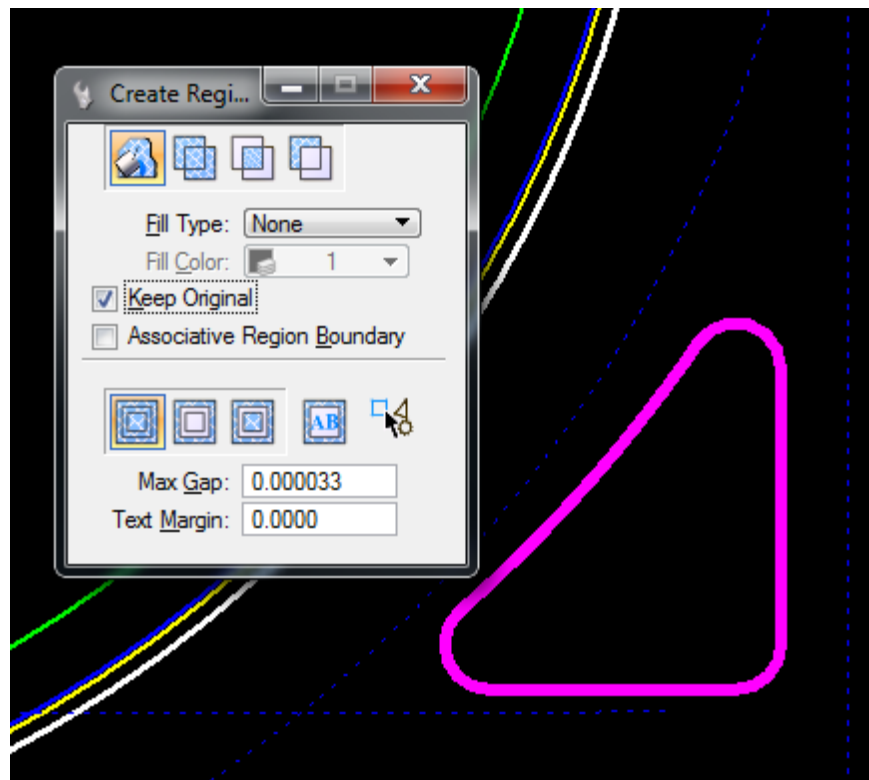 Create Regi...
Fill Type: None
Fill Color: 1
Keep Original
Associative Region Boundary
AB
Max Gap: 0.000033
Text Margin: 0.0000